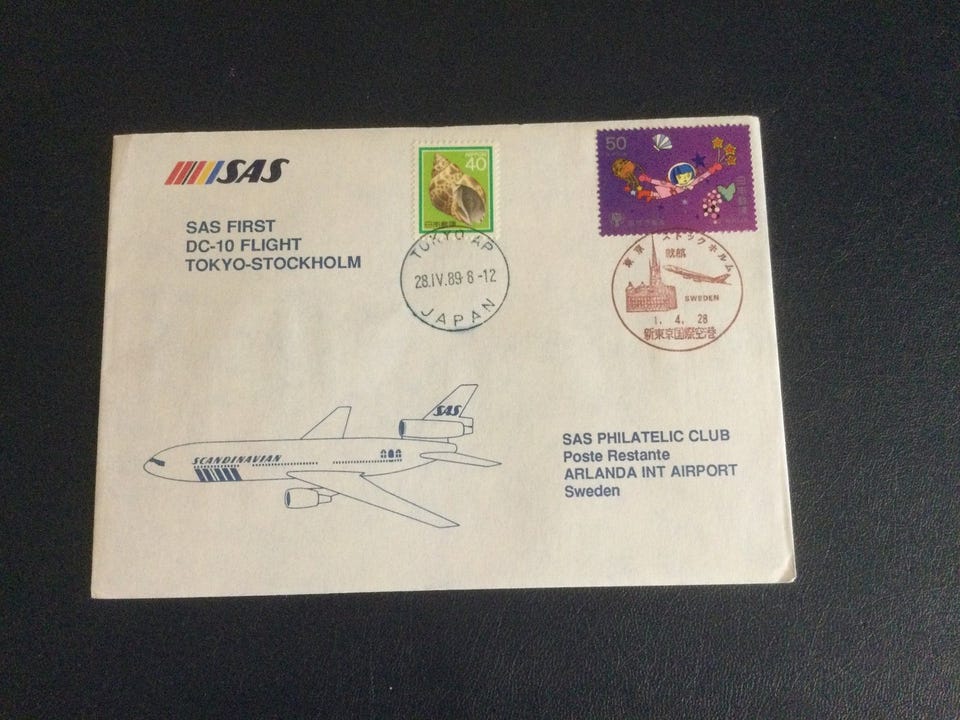 SAS
SAS FIRST
DC-10 FLIGHT
TOKYO-STOCKHOLM
NIPPON
40
日本郵便
TOKYO AP
28.IV.89 8-12
JAPAN
50
NIPPON
東京 ストックホルム
就航
SWEDEN
1. 4. 28
新東京国際空港
SAS
SCANDINAVIAN
SAS PHILATELIC CLUB
Poste Restante
ARLANDA INT AIRPORT
Sweden